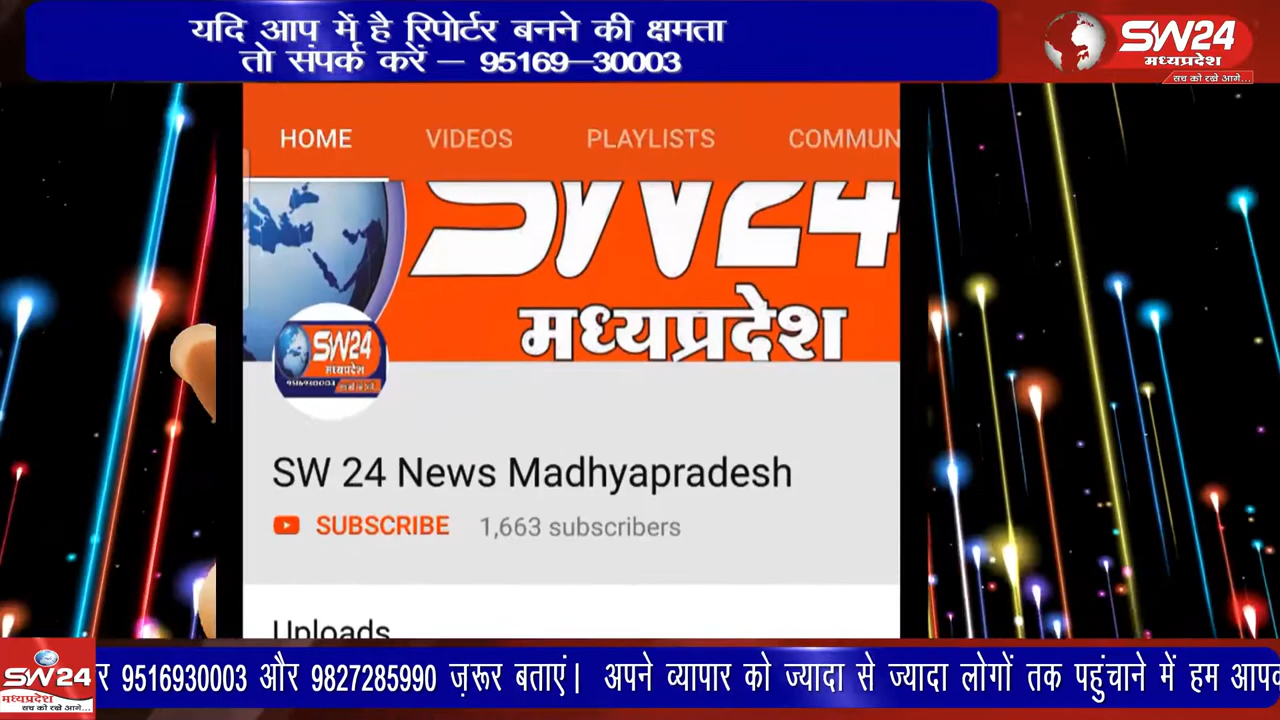 यदि आप में है रिपोर्टर बनने की क्षमता
तो संपर्क करें – 95169–30003
SW24
मध्यप्रदेश
सच को रखे आगे...
HOME VIDEOS PLAYLISTS COMMUN
SW24
मध्यप्रदेश
SW24
मध्यप्रदेश
9516930003
SW 24 News Madhyapradesh
SUBSCRIBE 1,663 subscribers
Uploads
SW24
मध्यप्रदेश
सच को रखे आगे...
र 9516930003 और 9827285990 ज़रूर बताएं। अपने व्यापार को ज्यादा से ज्यादा लोगों तक पहुंचाने में हम आपक